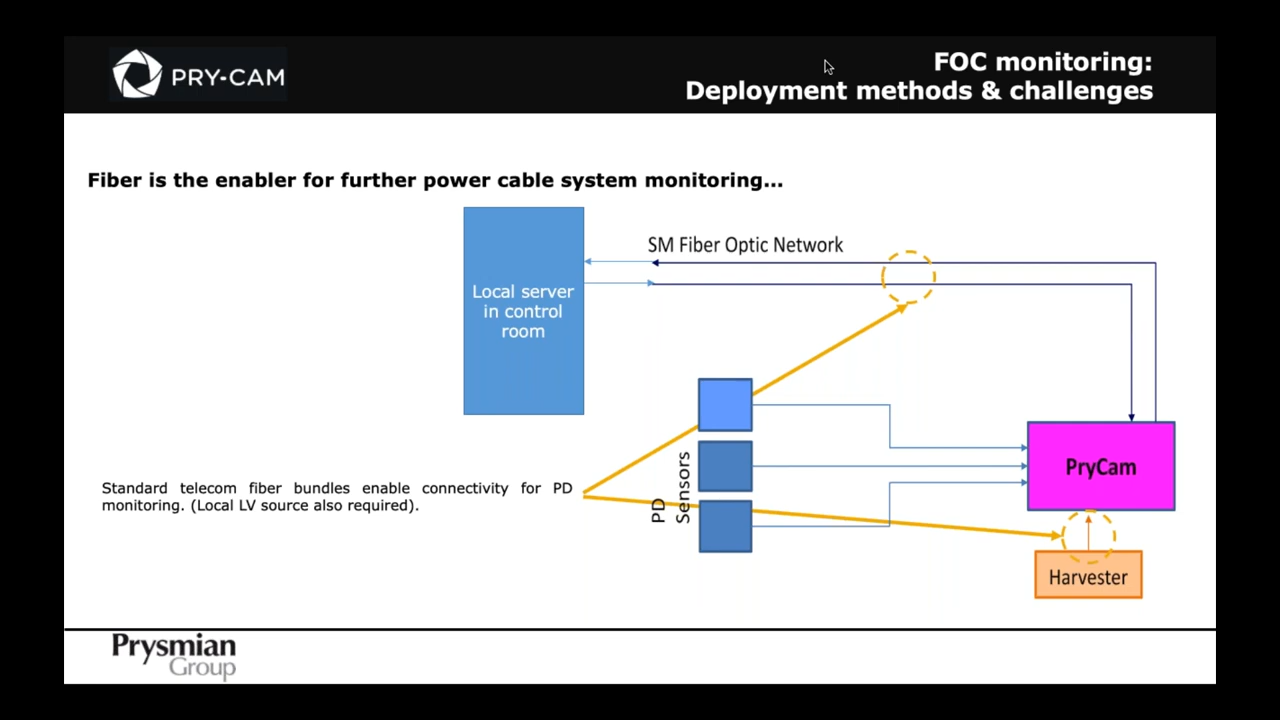 PRY-CAM
FOC monitoring:
Deployment methods & challenges
Fiber is the enabler for further power cable system monitoring...
SM Fiber Optic Network
Local server
in control
room
Standard telecom fiber bundles enable connectivity for PD
monitoring. (Local LV source also required).
PD
Sensors
PryCam
Harvester
Prysmian
Group